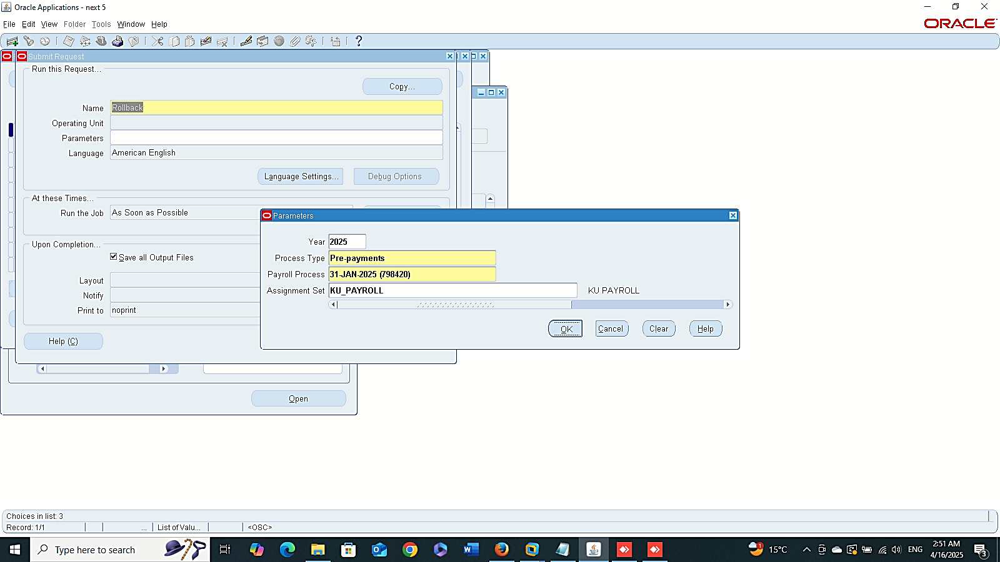 Oracle Applications - next 5
File Edit View Folder Tools Window Help
ORACLE
Submit Request
Run this Request...
Copy...
Name Rollback
Operating Unit
Parameters
Language American English
Language Settings... Debug Options
At these Times...
Run the Job As Soon as Possible
Upon Completion...
Save all Output Files
Layout
Notify
Print to noprint
Help (C)
Parameters
Year 2025
Process Type Pre-payments
Payroll Process 31-JAN-2025 (798420)
Assignment Set KU_PAYROLL KU PAYROLL
OK Cancel Clear Help
Open
Choices in list: 3
Record: 1/1 ... List of Valu... <OSC>
Type here to search
15°C ENG
2:51 AM
4/16/2025
3